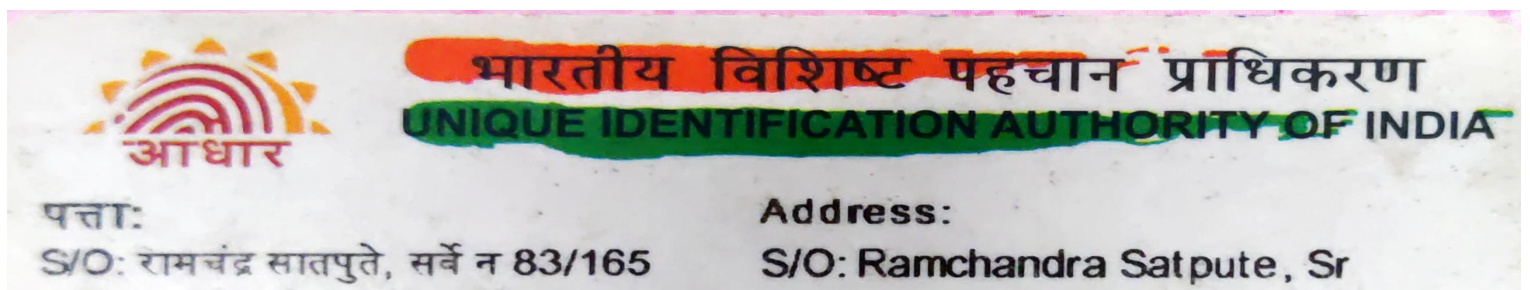 भारतीय विशिष्ट पहचान प्राधिकरण
UNIQUE IDENTIFICATION AUTHORITY OF INDIA
आधार
पत्ता:
S/O: रामचंद्र सातपुते, सर्वे न 83/165
Address:
S/O: Ramchandra Satpute, Sr